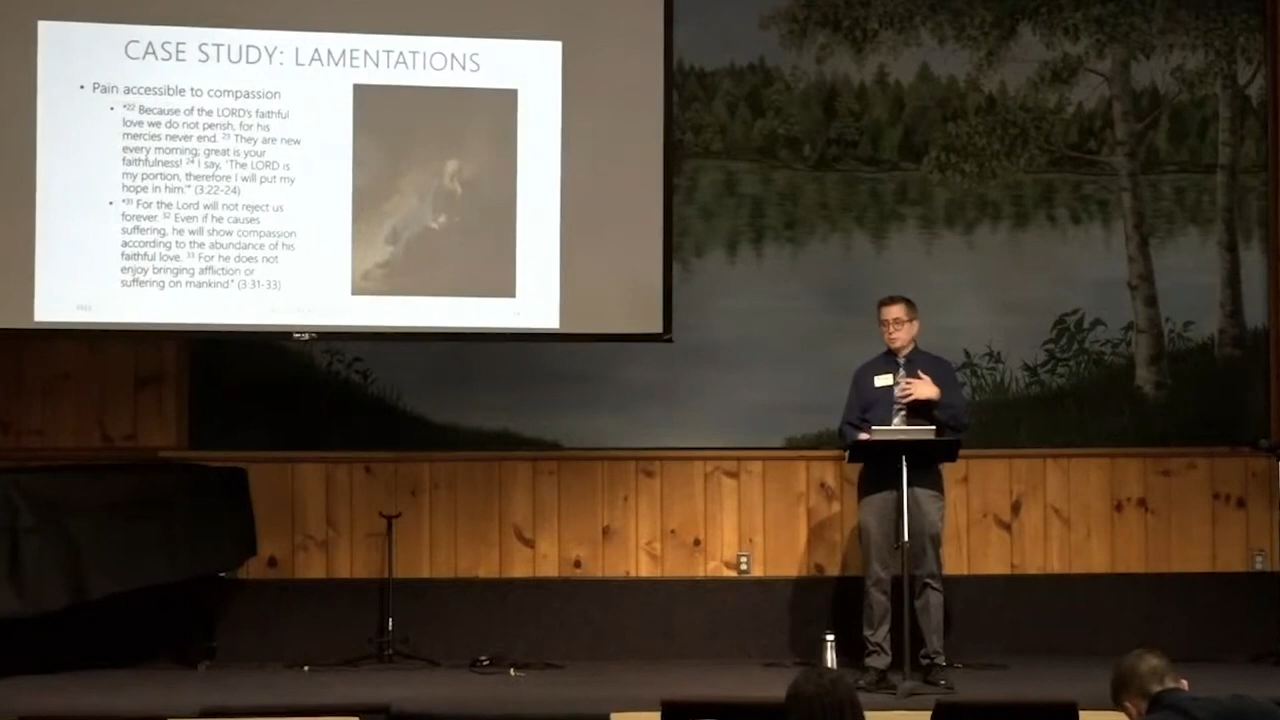 CASE STUDY: LAMENTATIONS
• Pain accessible to compassion
• "22 Because of the LORD's faithful
love we do not perish, for his
mercies never end. 23 They are new
every morning; great is your
faithfulness! 24 I say, 'The LORD is
my portion, therefore I will put my
hope in him.'" (3:22-24)
• "31 For the Lord will not reject us
forever. 32 Even if he causes
suffering, he will show compassion
according to the abundance of his
faithful love. 33 For he does not
enjoy bringing affliction or
suffering on mankind." (3:31-33)